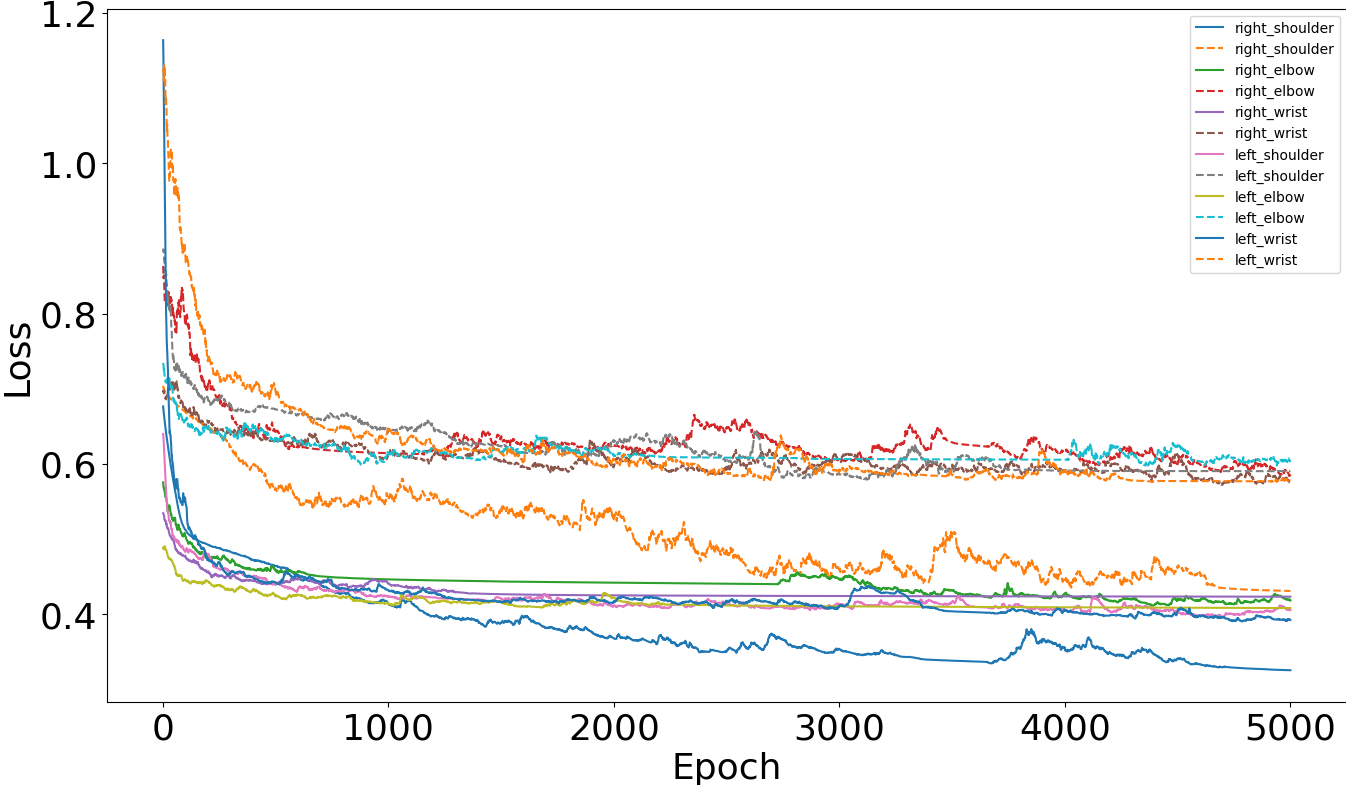 1.2
1.0
0.8
0.6
0.4
Loss
right_shoulder
right_shoulder
right_elbow
right_elbow
right_wrist
right_wrist
left_shoulder
left_shoulder
left_elbow
left_elbow
left_wrist
left_wrist
0 1000 2000 3000 4000 5000
Epoch